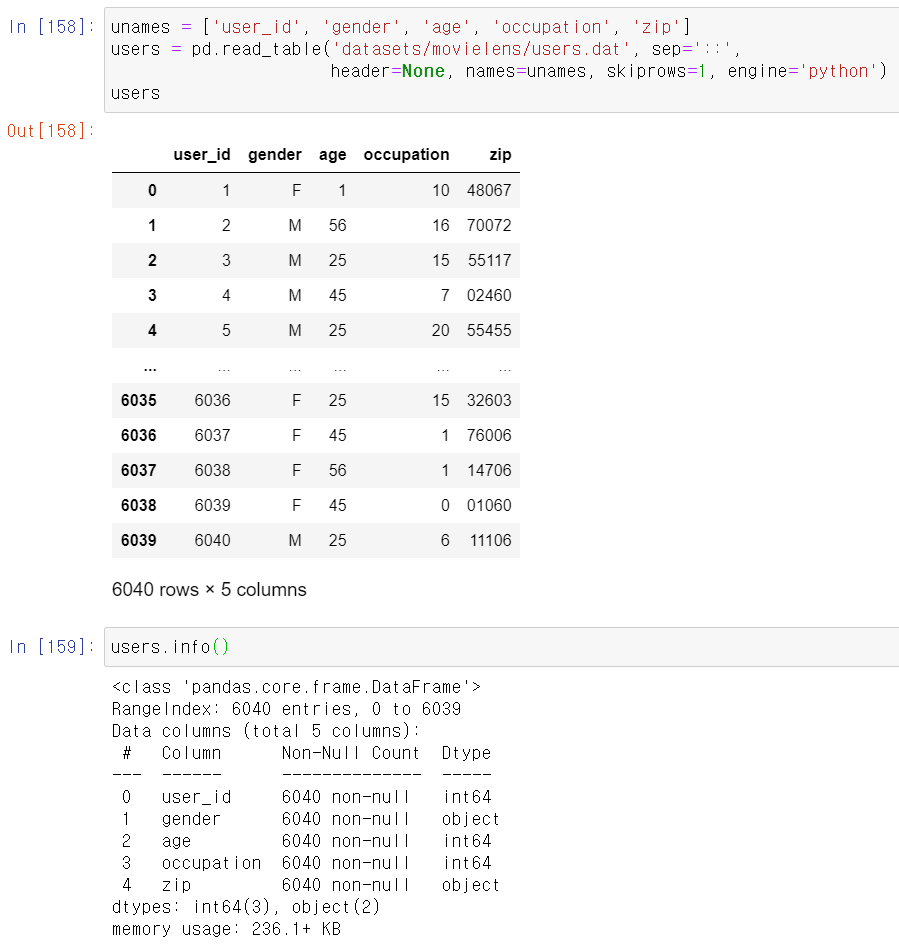 In [158]: unames = ['user_id', 'gender', 'age', 'occupation', 'zip']
users = pd.read_table('datasets/movielens/users.dat', sep='::',
header=None, names=unames, skiprows=1, engine='python')
users
Out[158]:
user_id gender age occupation zip
0 1 F 1 10 48067
1 2 M 56 16 70072
2 3 M 25 15 55117
3 4 M 45 7 02460
4 5 M 25 20 55455
... ... ... ... ... ...
6035 6036 F 25 15 32603
6036 6037 F 45 1 76006
6037 6038 F 56 1 14706
6038 6039 F 45 0 01060
6039 6040 M 25 6 11106
6040 rows × 5 columns
In [159]: users.info()
<class 'pandas.core.frame.DataFrame'>
RangeIndex: 6040 entries, 0 to 6039
Data columns (total 5 columns):
# Column Non-Null Count Dtype
--- ------ -------------- -----
0 user_id 6040 non-null int64
1 gender 6040 non-null object
2 age 6040 non-null int64
3 occupation 6040 non-null int64
4 zip 6040 non-null object
dtypes: int64(3), object(2)
memory usage: 236.1+ KB